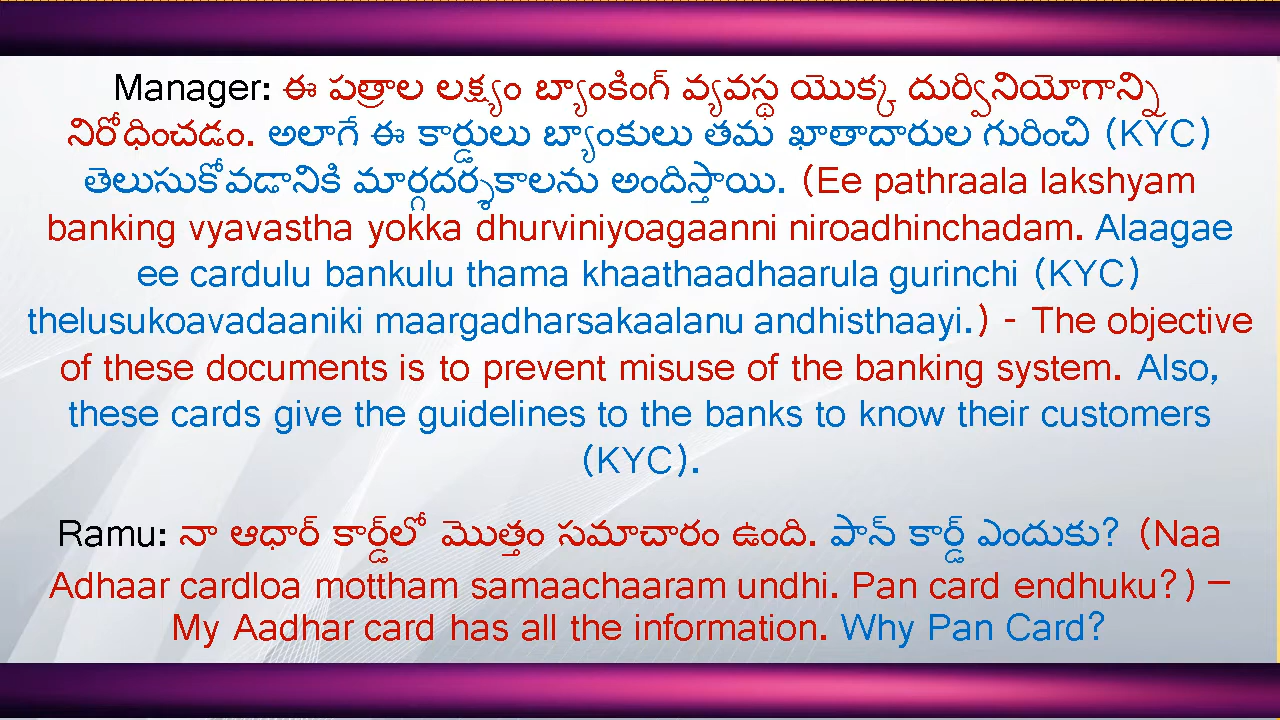 Manager: ఈ పత్రాల లక్ష్యం బ్యాంకింగ్ వ్యవస్థ యొక్క దుర్వినియోగాన్ని
నిరోధించడం. అలాగే ఈ కార్డులు బ్యాంకులు తమ ఖాతాదారుల గురించి (KYC)
తెలుసుకోవడానికి మార్గదర్శకాలను అందిస్తాయి. (Ee pathraala lakshyam
banking vyavastha yokka dhurviniyoagaanni niroadhinchadam. Alaagae
ee cardulu bankulu thama khaathaadhaarula gurinchi (KYC)
thelusukoavadaaniki maargadharsakaalanu andhisthaayi.) - The objective
of these documents is to prevent misuse of the banking system. Also,
these cards give the guidelines to the banks to know their customers
(KYC).
Ramu: నా ఆధార్ కార్డ్‌లో మొత్తం సమాచారం ఉంది. పాన్ కార్డ్ ఎందుకు? (Naa
Adhaar cardloa mottham samaachaaram undhi. Pan card endhuku?) –
My Aadhar card has all the information. Why Pan Card?